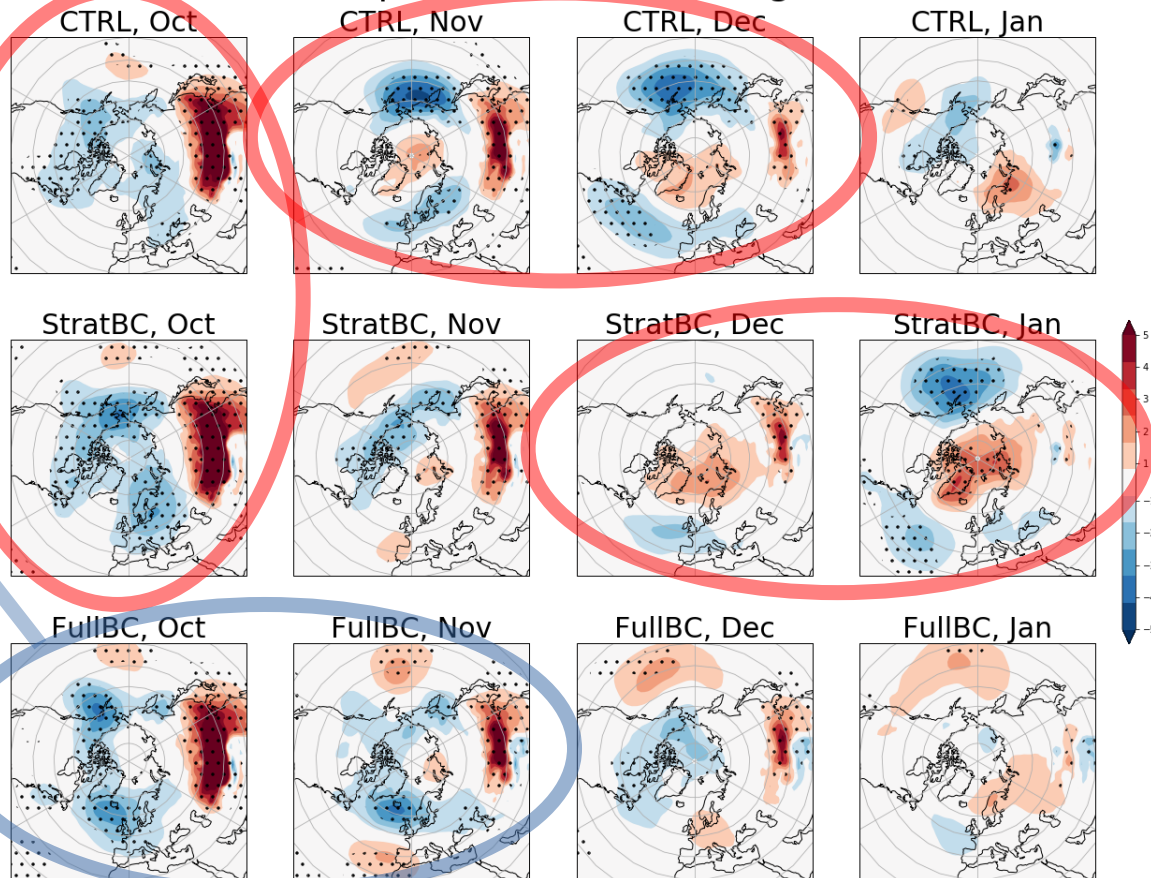 CTRL, Oct
CTRL, Nov
CTRL, Dec
CTRL, Jan
StratBC, Oct
StratBC, Nov
StratBC, Dec
StratBC, Jan
5
4
3
2
1
FullBC, Oct
FullBC, Nov
FullBC, Dec
FullBC, Jan